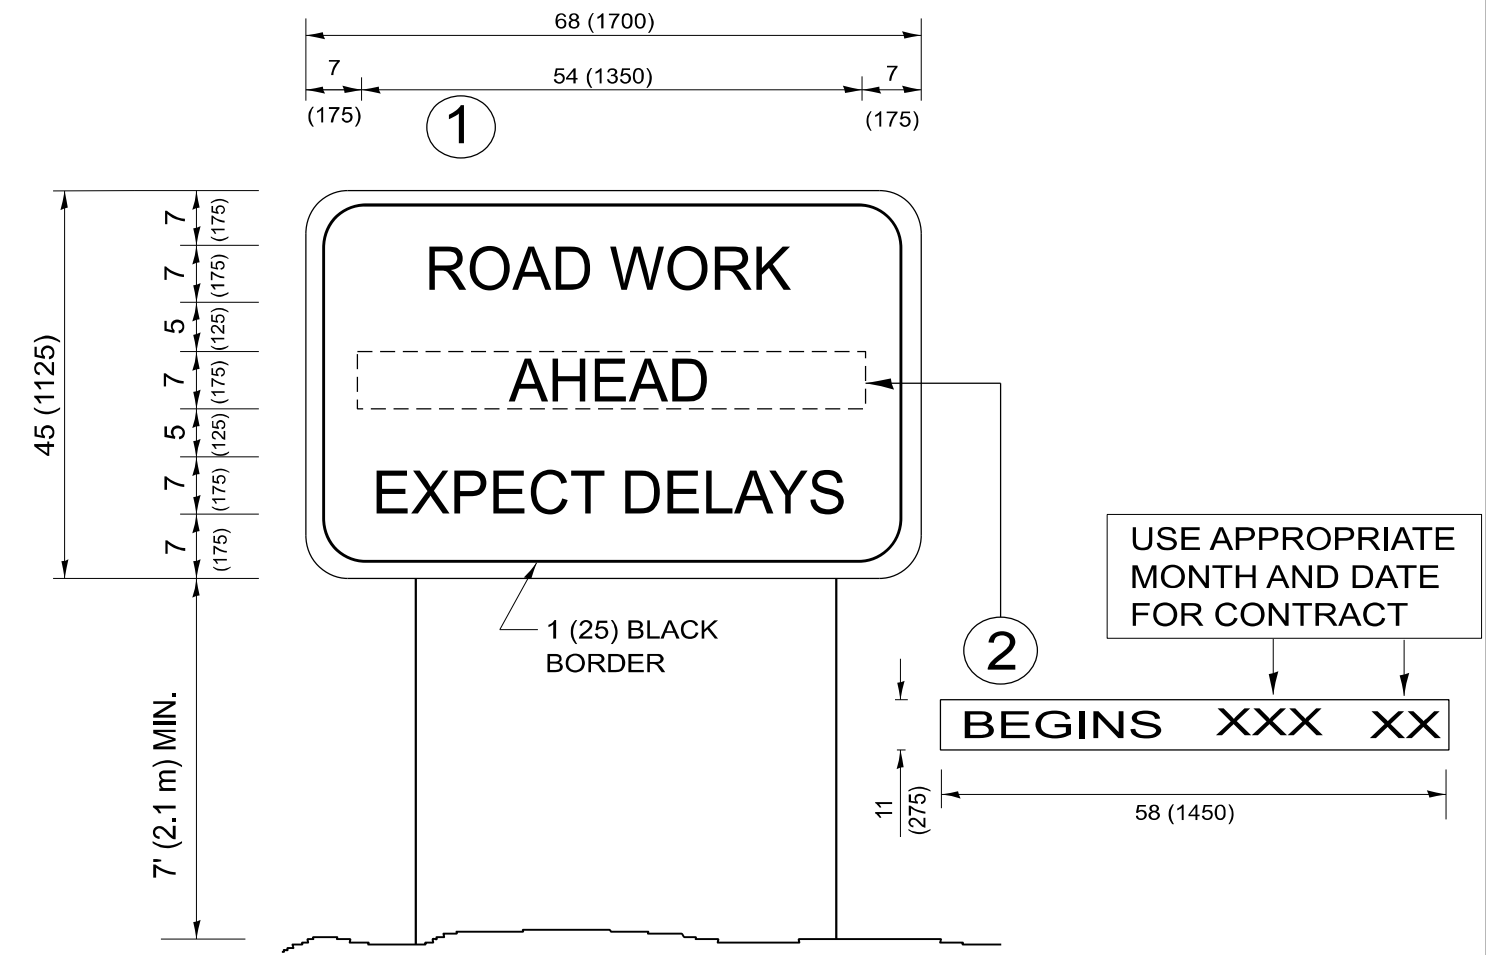 68 (1700)
7
54 (1350)
7
(175)
(175)
1
7
(175)
7
(175)
5
(125)
7
(175)
5
(125)
7
(175)
7
(175)
45 (1125)
ROAD WORK
AHEAD
EXPECT DELAYS
1 (25) BLACK
BORDER
7' (2.1 m) MIN.
2
USE APPROPRIATE
MONTH AND DATE
FOR CONTRACT
BEGINS XXX XX
11
(275)
58 (1450)